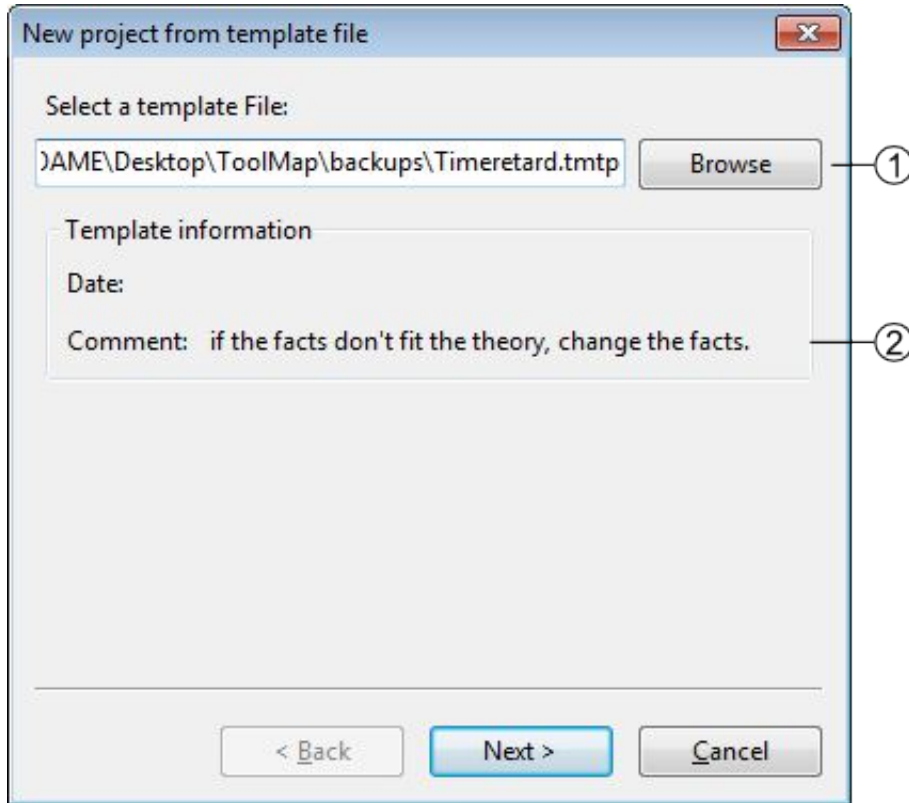 New project from template file
Select a template File:
DAME\Desktop\ToolMap\backups\Timeretard.tmtp Browse ①
Template information
Date:
Comment: if the facts don't fit the theory, change the facts. ②
< Back Next > Cancel